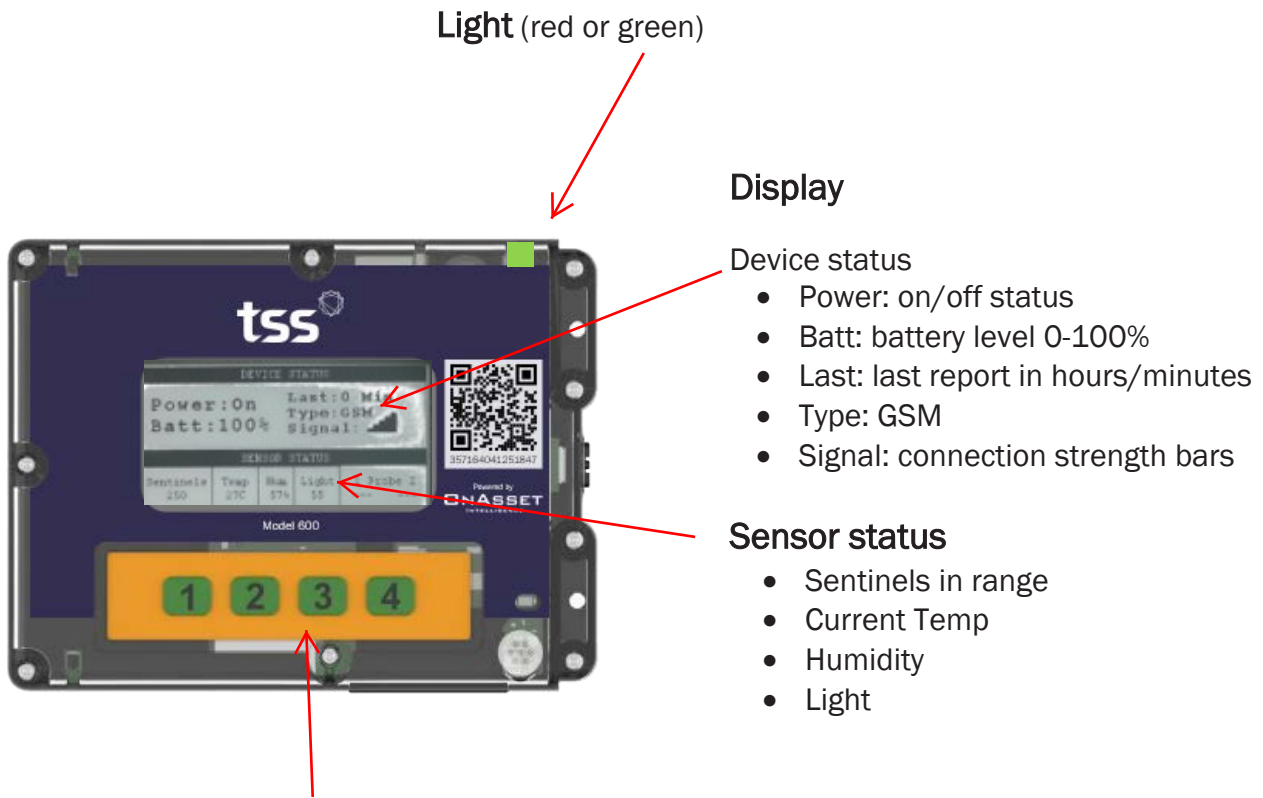 Light (red or green)
Display
Device status
• Power: on/off status
• Batt: battery level 0-100%
• Last: last report in hours/minutes
• Type: GSM
• Signal: connection strength bars
Sensor status
• Sentinels in range
• Current Temp
• Humidity
• Light
tss
DEVICE STATUS
Power:On
Batt:100%
Last:0 Min
Type:GSM
Signal:
SENSOR STATUS
Sentinels Temp Hum Light Probe
250 27C 57% 55
357164041251847
Powered by
ONASSET
INTELLIGENCE
Model 600
1 2 3 4